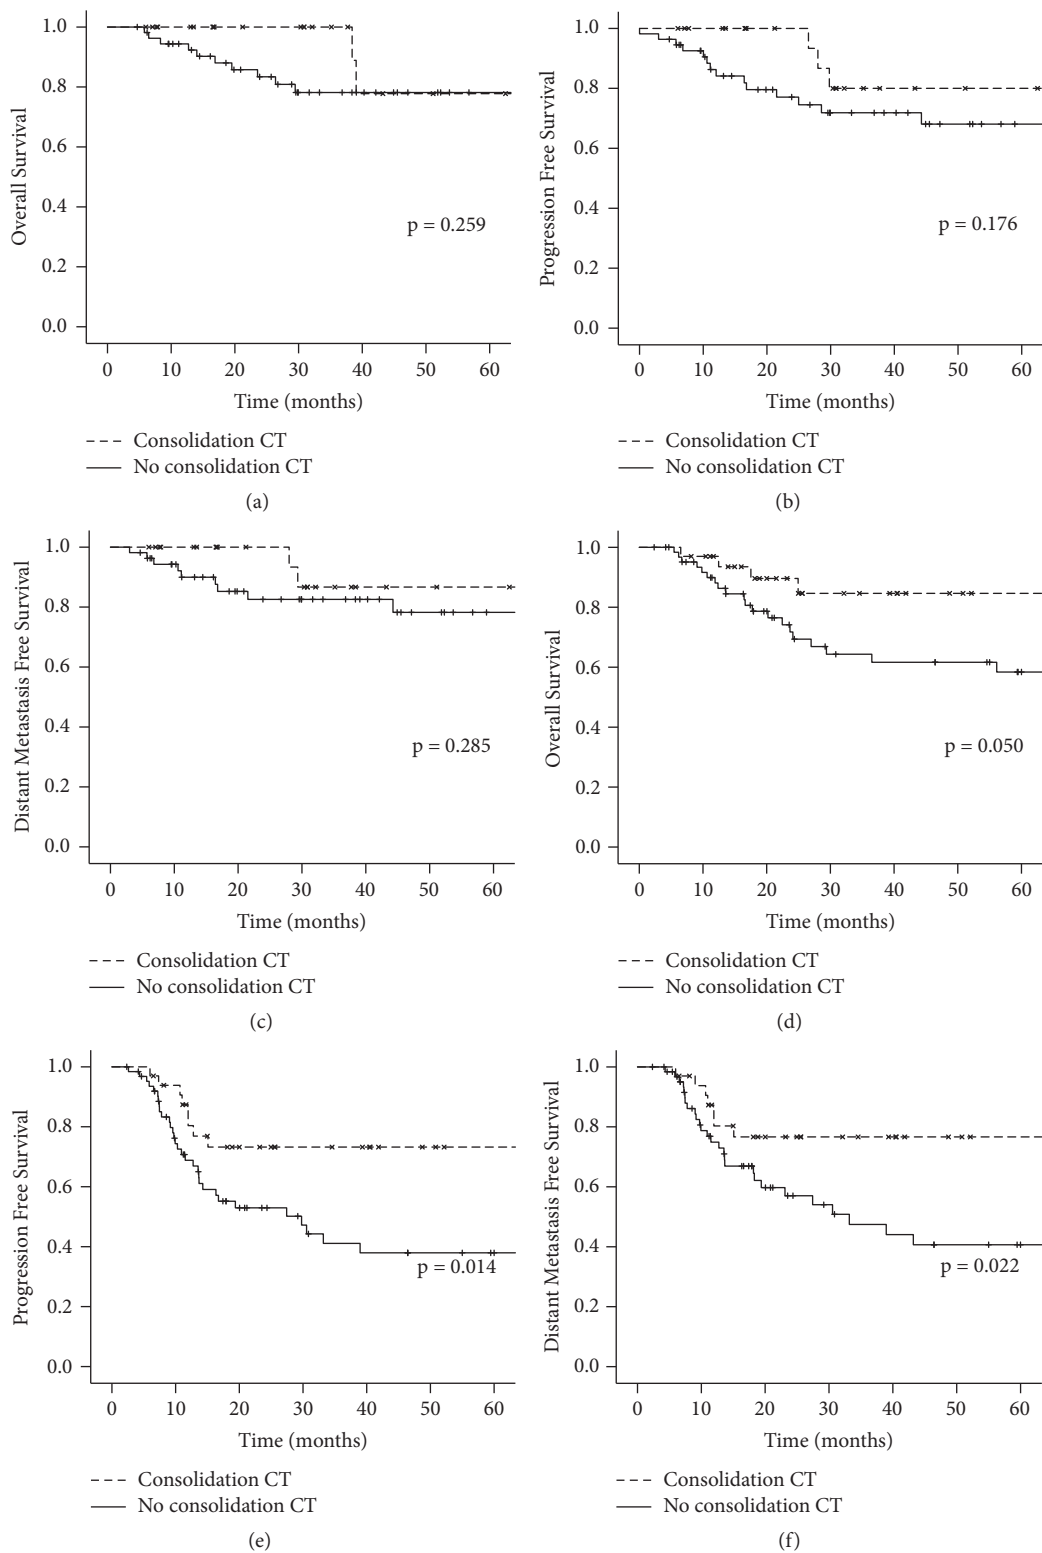 1.0
0.8
0.6
0.4
0.2
0.0
Overall Survival
p = 0.259
0 10 20 30 40 50 60
Time (months)
Consolidation CT
No consolidation CT
(a)
1.0
0.8
0.6
0.4
0.2
0.0
Progression Free Survival
p = 0.176
0 10 20 30 40 50 60
Time (months)
Consolidation CT
No consolidation CT
(b)
1.0
0.8
0.6
0.4
0.2
0.0
Distant Metastasis Free Survival
p = 0.285
0 10 20 30 40 50 60
Time (months)
Consolidation CT
No consolidation CT
(c)
1.0
0.8
0.6
0.4
0.2
0.0
Overall Survival
p = 0.050
0 10 20 30 40 50 60
Time (months)
Consolidation CT
No consolidation CT
(d)
1.0
0.8
0.6
0.4
0.2
0.0
Progression Free Survival
p = 0.014
0 10 20 30 40 50 60
Time (months)
Consolidation CT
No consolidation CT
(e)
1.0
0.8
0.6
0.4
0.2
0.0
Distant Metastasis Free Survival
p = 0.022
0 10 20 30 40 50 60
Time (months)
Consolidation CT
No consolidation CT
(f)